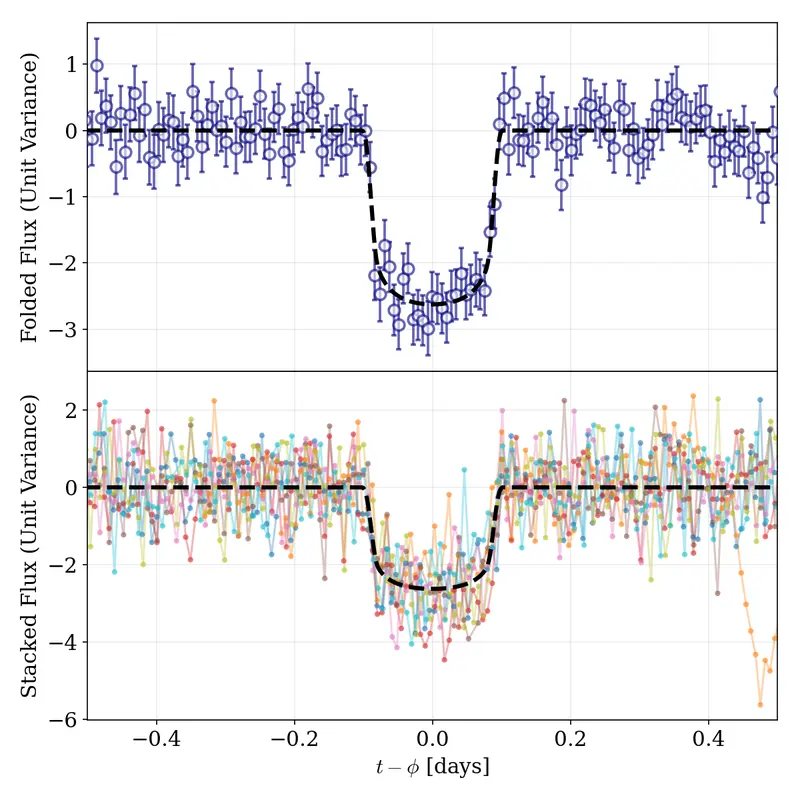 Folded Flux (Unit Variance)
1
0
−1
−2
−3
Stacked Flux (Unit Variance)
2
0
−2
−4
−6
−0.4 −0.2 0.0 0.2 0.4
t − ϕ [days]